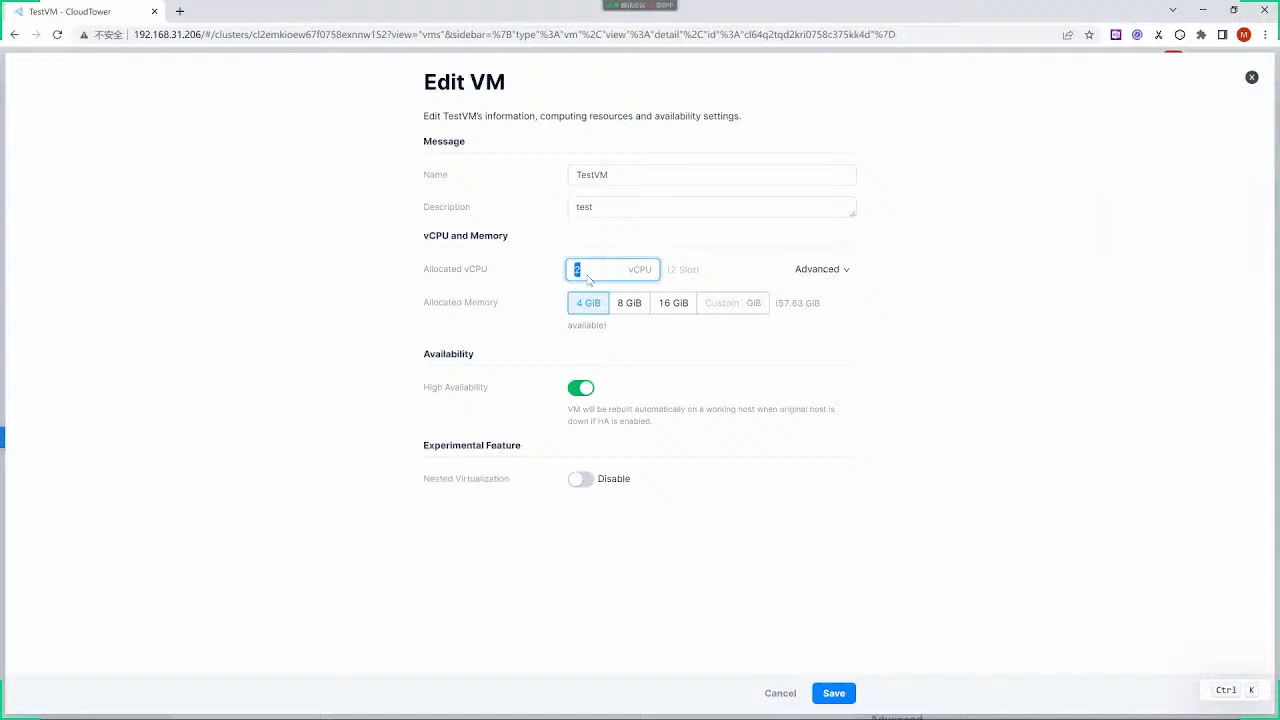 TestVM - CloudTower
不安全 192.168.31.206/#/clusters/cl2emkioew67f0758exnnw152?view="vms"&sidebar=%7B"type"%3A"vm"%2C"view"%3A"detail"%2C"id"%3A"cl64q2tqd2kri0758c375kk4d"%7D
Edit VM
Edit TestVM's information, computing resources and availability settings.
Message
Name TestVM
Description test
vCPU and Memory
Allocated vCPU 2 vCPU (2 Slot) Advanced
Allocated Memory 4 GiB 8 GiB 16 GiB Custom GiB (57.63 GiB
available)
Availability
High Availability
VM will be rebuilt automatically on a working host when original host is
down if HA is enabled.
Experimental Feature
Nested Virtualization Disable
Cancel Save
Ctrl K
Advanced